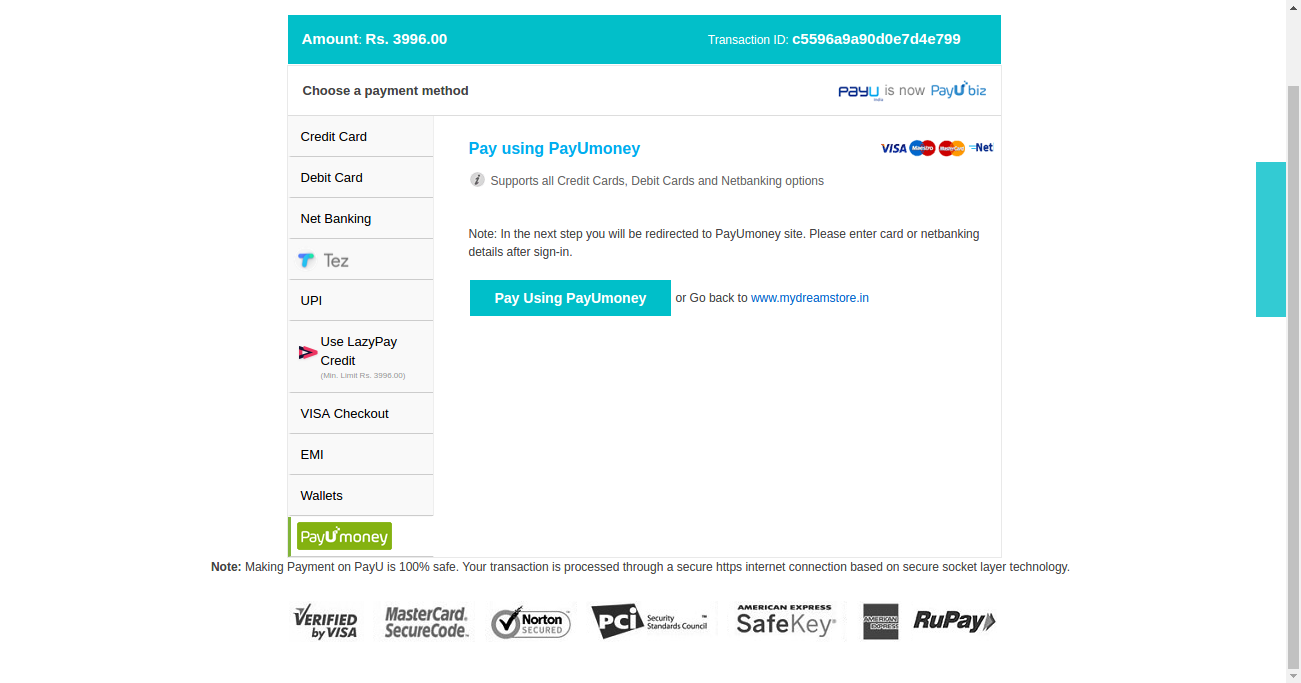 Amount: Rs. 3996.00 Transaction ID: c5596a9a90d0e7d4e799
Choose a payment method PayU india is now PayU biz
Credit Card
Debit Card
Net Banking
Tez
UPI
Use LazyPay
Credit
(Min. Limit Rs. 3996.00)
VISA Checkout
EMI
Wallets
PayUmoney
Pay using PayUmoney VISA Maestro MasterCard Net
Supports all Credit Cards, Debit Cards and Netbanking options
Note: In the next step you will be redirected to PayUmoney site. Please enter card or netbanking
details after sign-in.
Pay Using PayUmoney or Go back to www.mydreamstore.in
Note: Making Payment on PayU is 100% safe. Your transaction is processed through a secure https internet connection based on secure socket layer technology.
VERIFIED
by VISA
MasterCard.
SecureCode.
Norton
SECURED
PCI Security
Standards Council
AMERICAN EXPRESS
SafeKey
AMERICAN
EXPRESS
RuPay